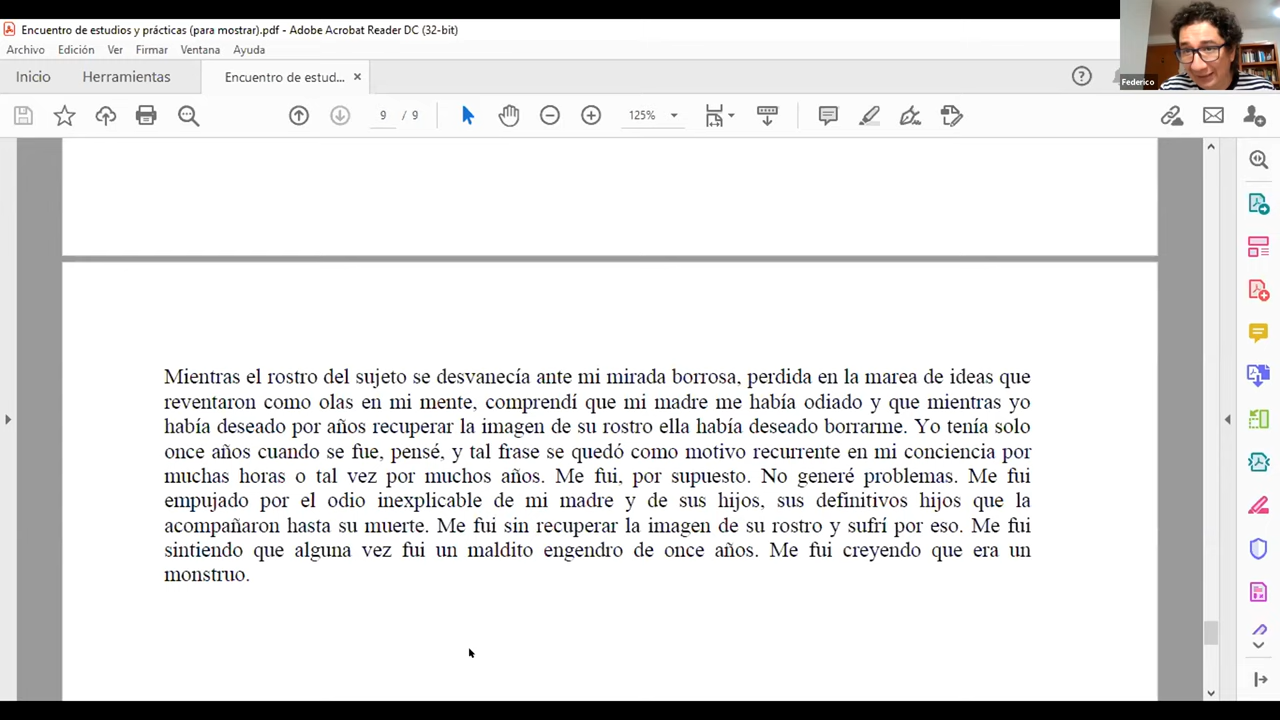 Encuentro de estudios y prácticas (para mostrar).pdf - Adobe Acrobat Reader DC (32-bit)
Archivo Edición Ver Firmar Ventana Ayuda
Inicio Herramientas Encuentro de estud... ×
9 / 9 125%
Federico
Mientras el rostro del sujeto se desvanecía ante mi mirada borrosa, perdida en la marea de ideas que
reventaron como olas en mi mente, comprendí que mi madre me había odiado y que mientras yo
había deseado por años recuperar la imagen de su rostro ella había deseado borrarme. Yo tenía solo
once años cuando se fue, pensé, y tal frase se quedó como motivo recurrente en mi conciencia por
muchas horas o tal vez por muchos años. Me fui, por supuesto. No generé problemas. Me fui
empujado por el odio inexplicable de mi madre y de sus hijos, sus definitivos hijos que la
acompañaron hasta su muerte. Me fui sin recuperar la imagen de su rostro y sufrí por eso. Me fui
sintiendo que alguna vez fui un maldito engendro de once años. Me fui creyendo que era un
monstruo.